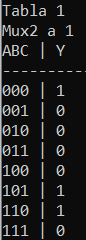 Tabla 1
Mux2 a 1
ABC | Y
----------
000 | 1
001 | 0
010 | 0
011 | 0
100 | 0
101 | 1
110 | 1
111 | 0